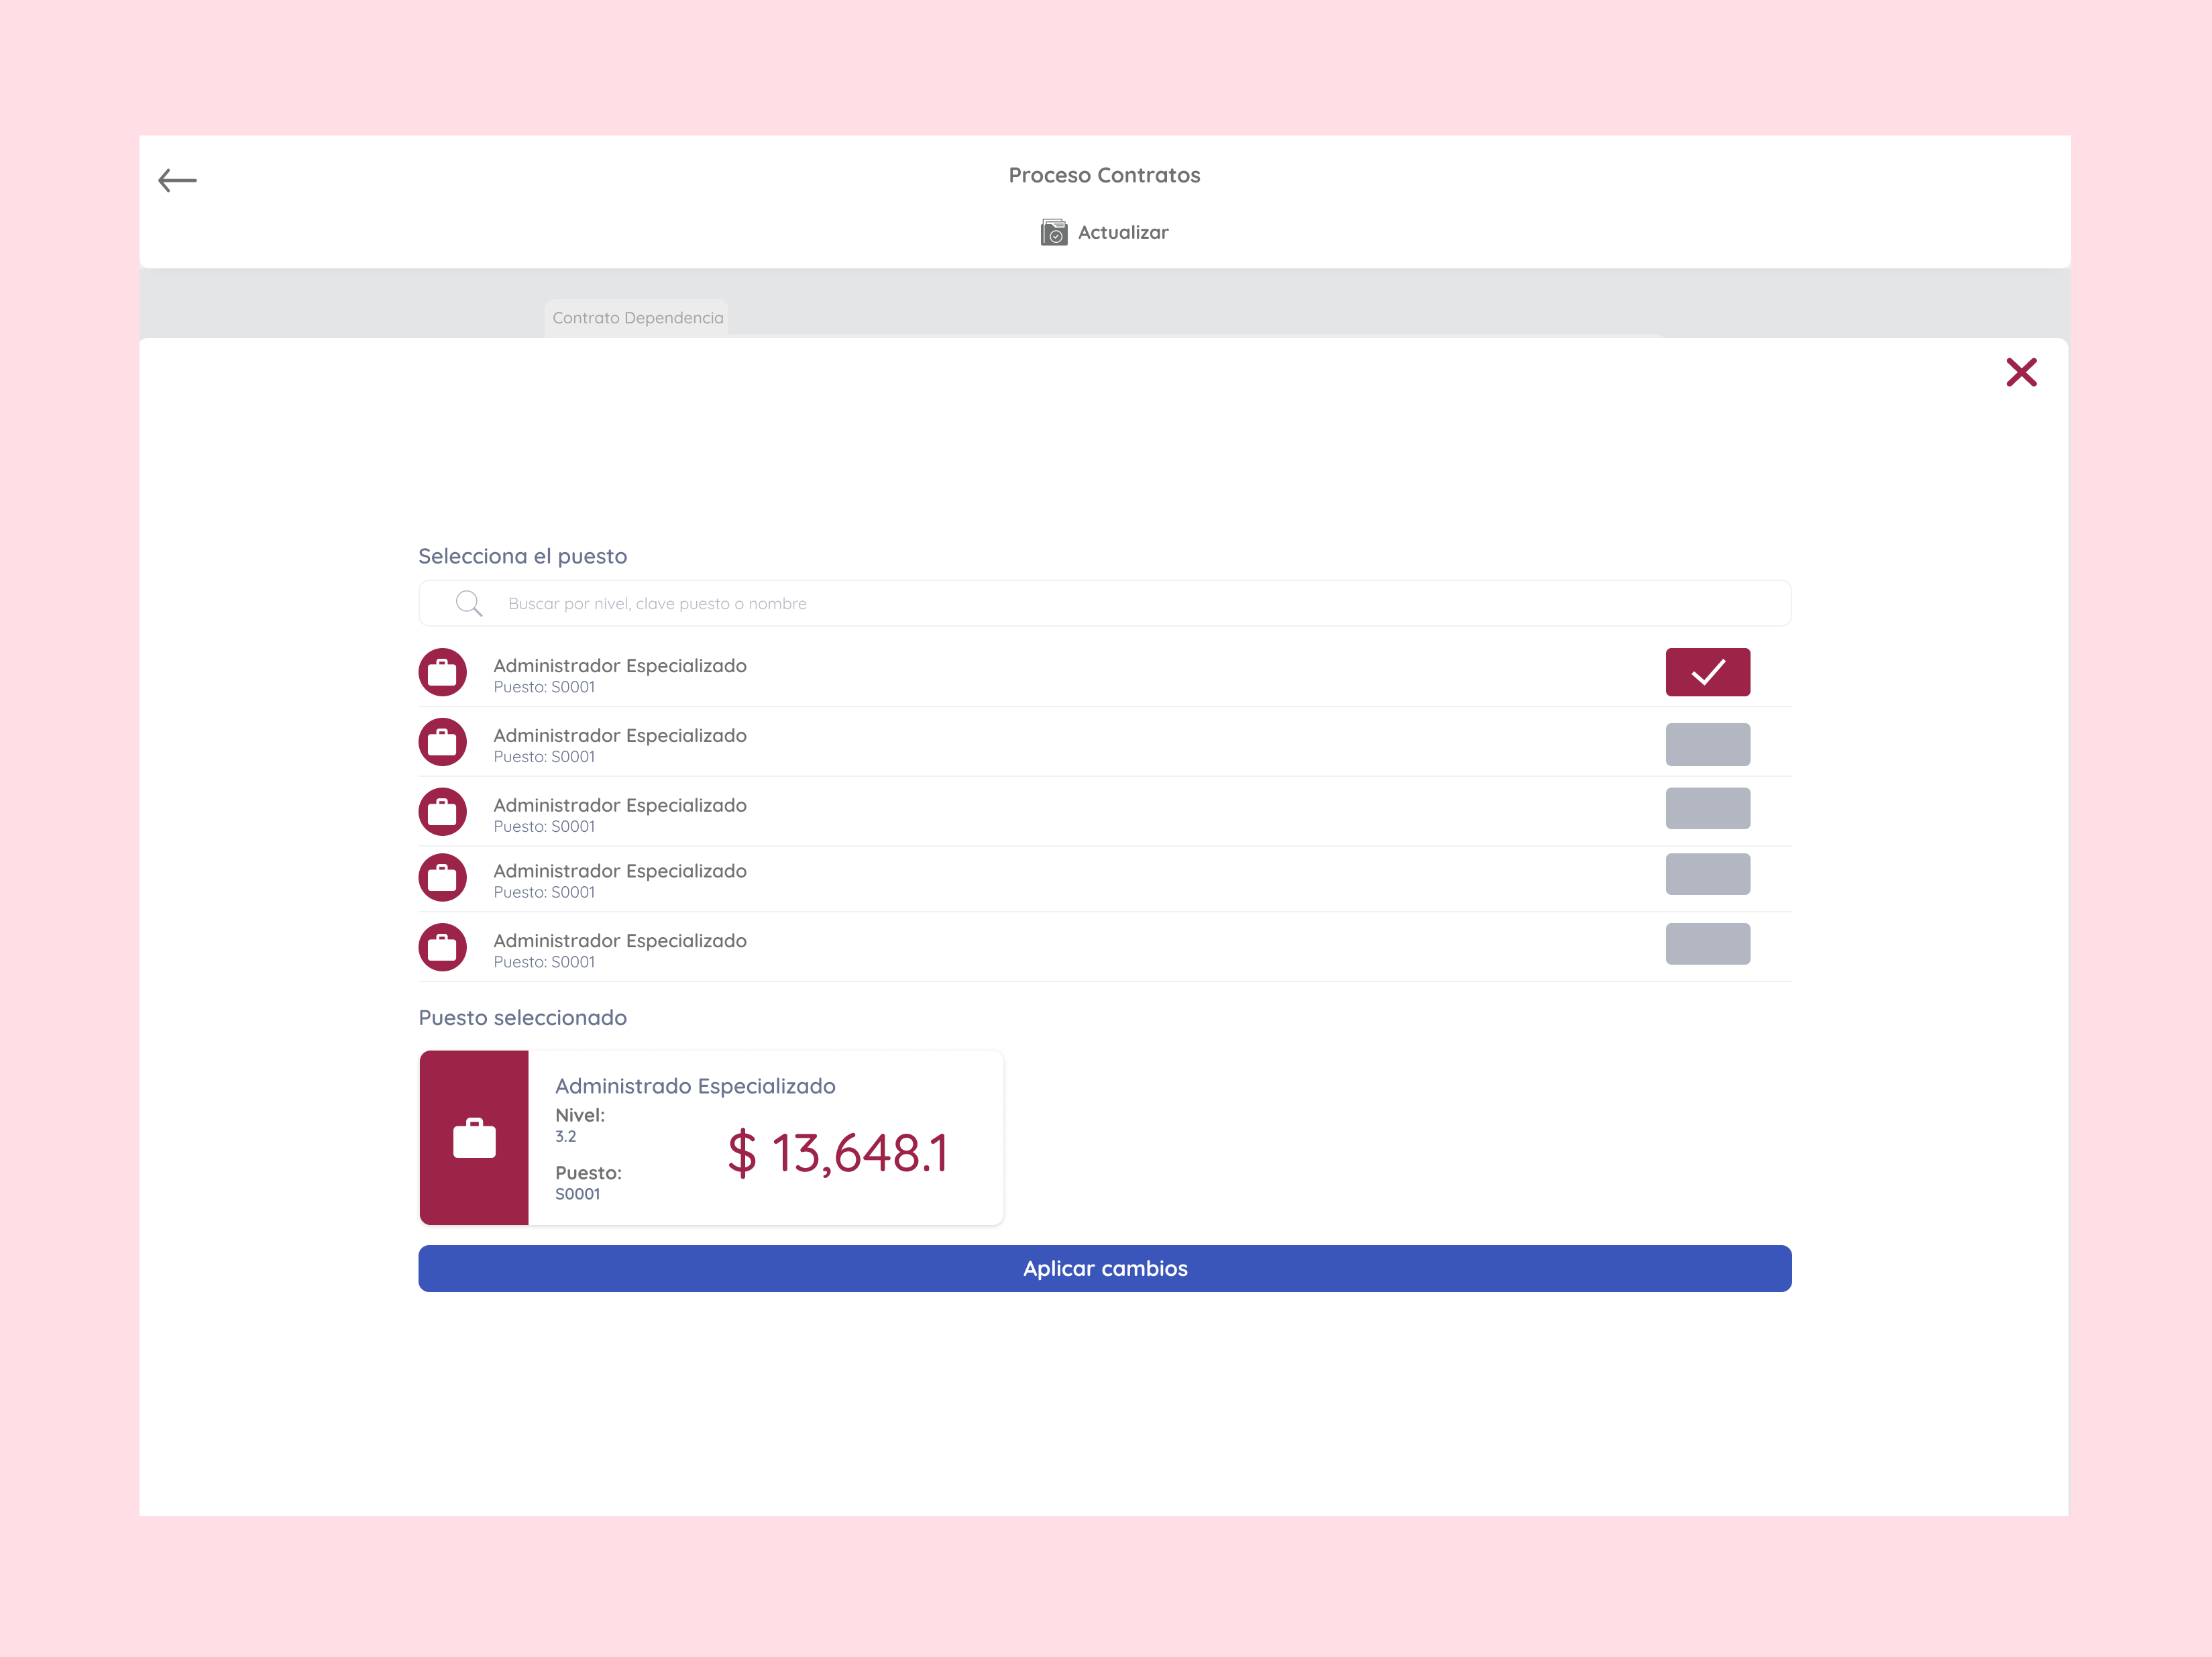 Proceso Contratos
Actualizar
Contrato Dependencia
Selecciona el puesto
Buscar por nivel, clave puesto o nombre
Administrador Especializado
Puesto: S0001
Administrador Especializado
Puesto: S0001
Administrador Especializado
Puesto: S0001
Administrador Especializado
Puesto: S0001
Administrador Especializado
Puesto: S0001
Puesto seleccionado
Administrado Especializado
Nivel:
3.2
$ 13,648.1
Puesto:
S0001
Aplicar cambios